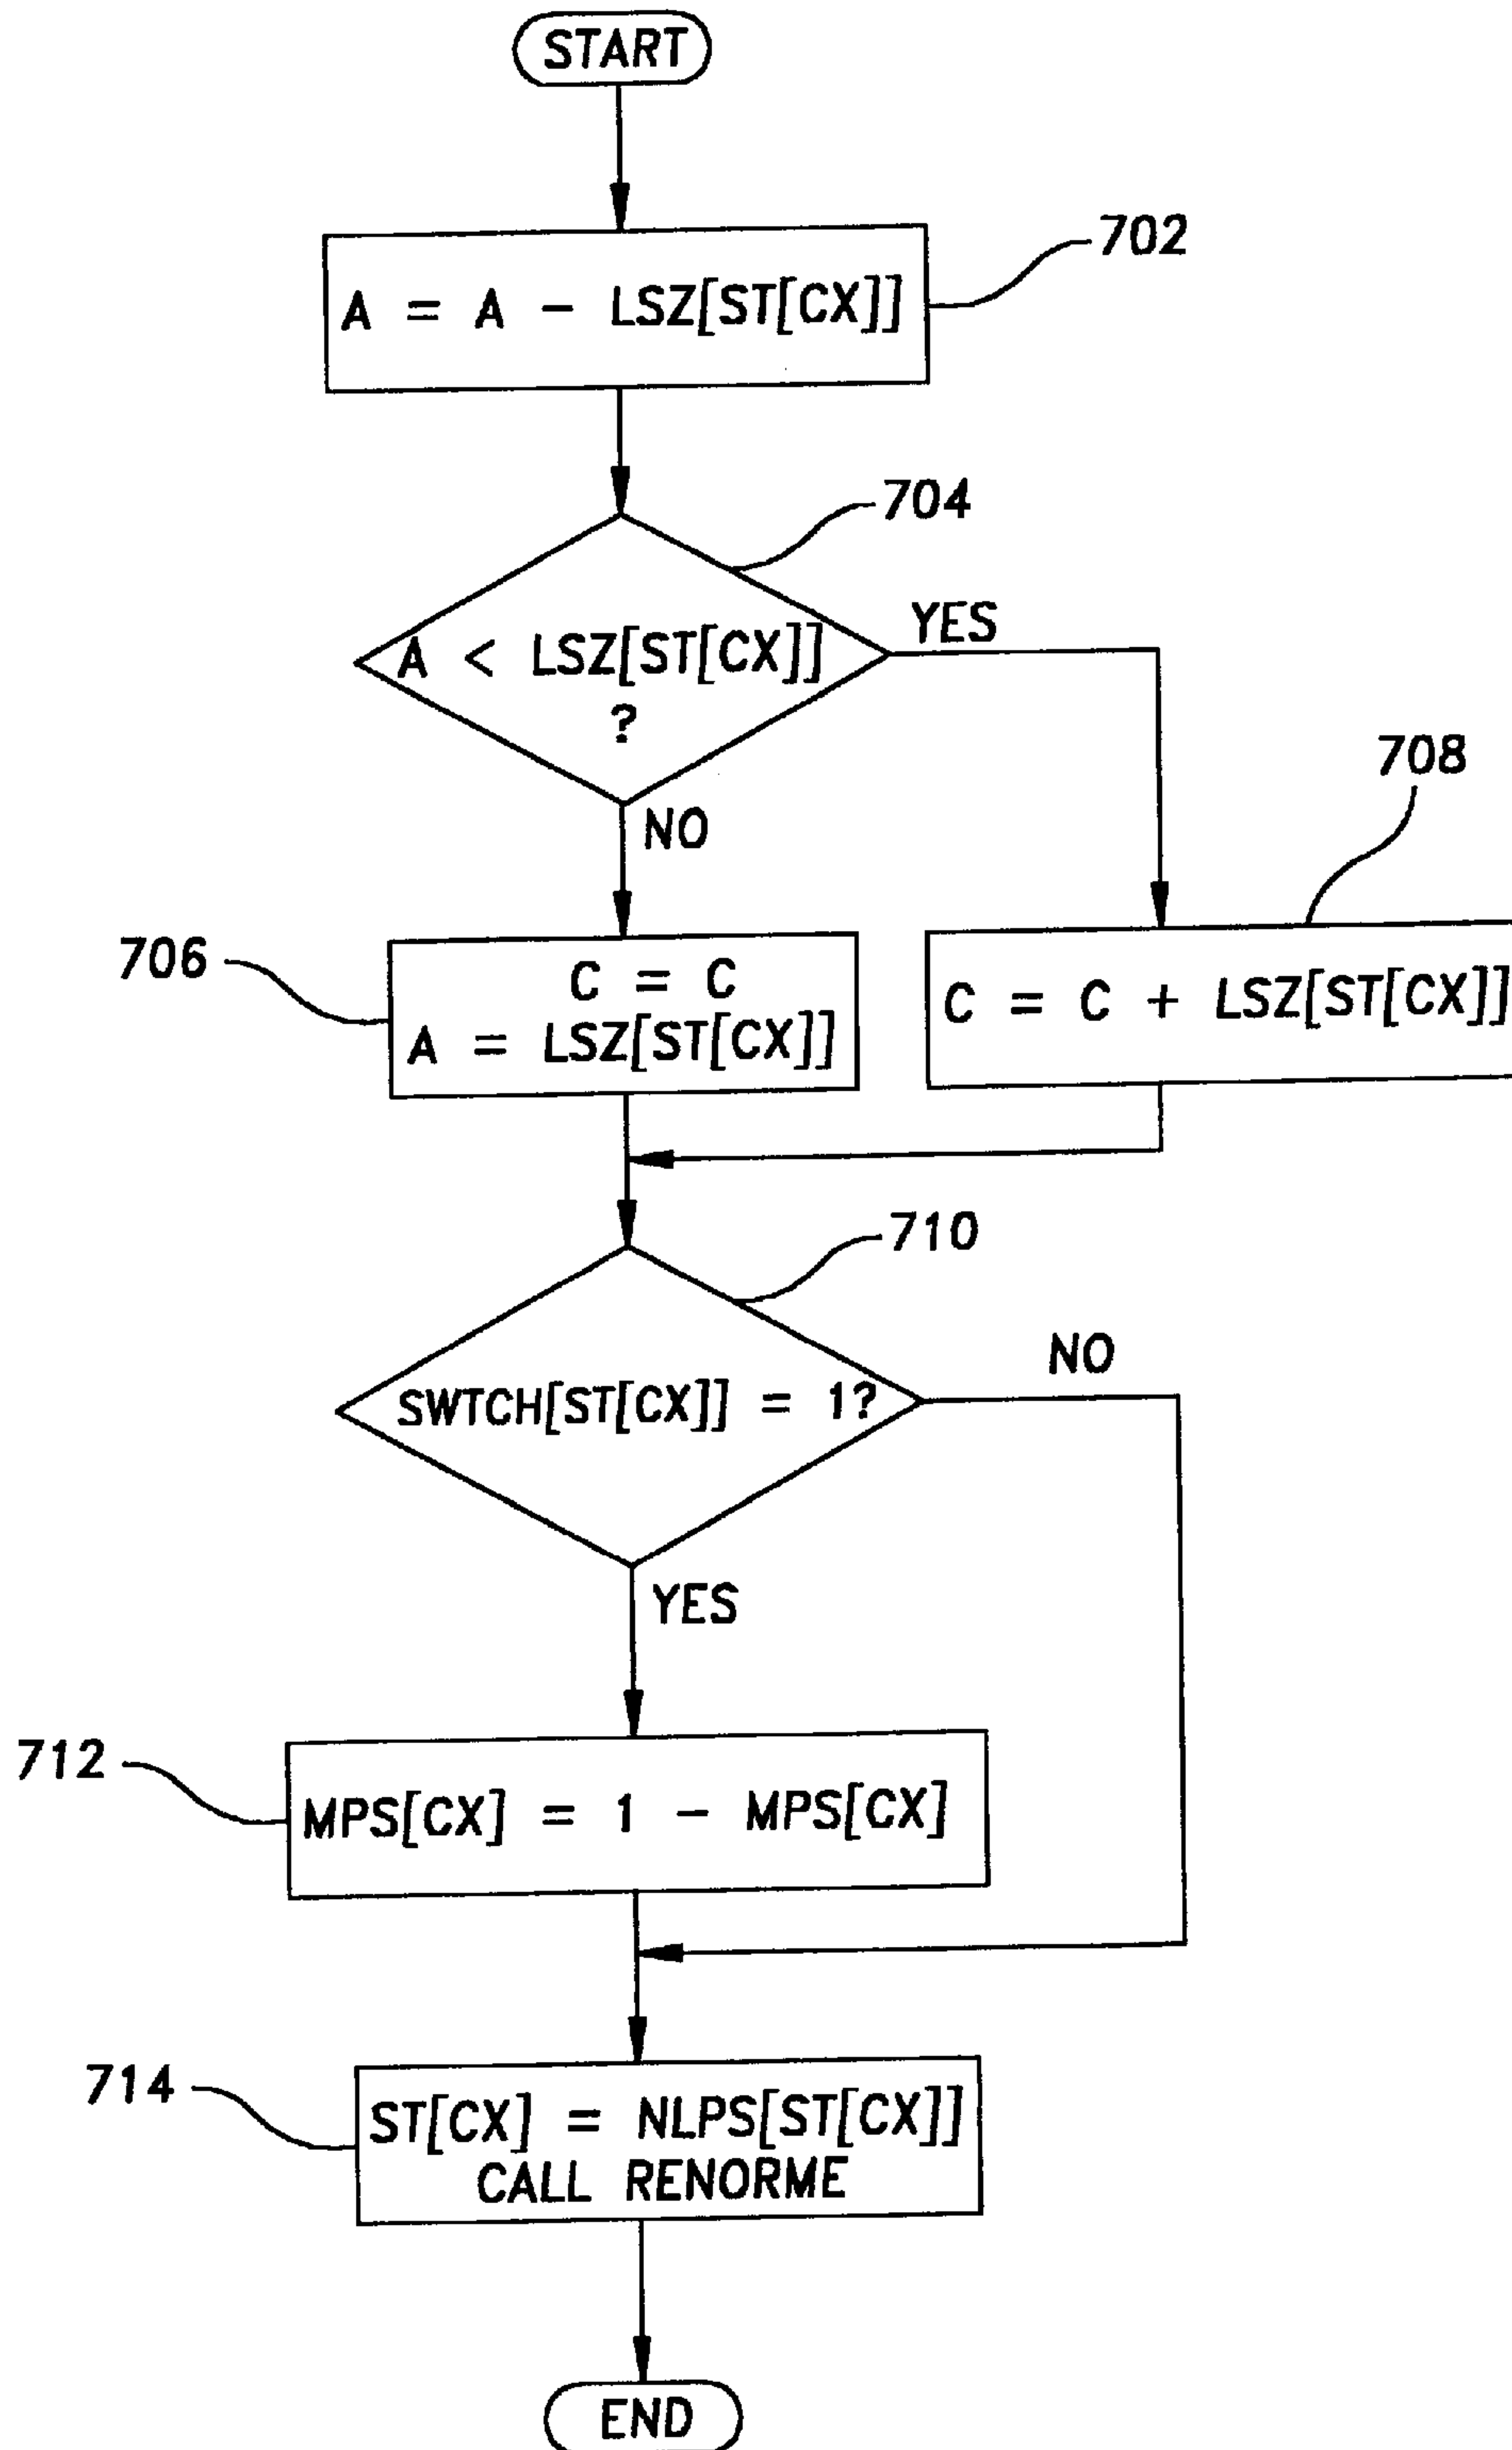 START
702
A = A - LSZ[ST[CX]]
704
A < LSZ[ST[CX]]
?
YES
NO
708
706
C = C
A = LSZ[ST[CX]]
C = C + LSZ[ST[CX]]
710
SWTCH[ST[CX]] = 1?
NO
YES
712
MPS[CX] = 1 - MPS[CX]
714
ST[CX] = NLPS[ST[CX]]
CALL RENORME
END